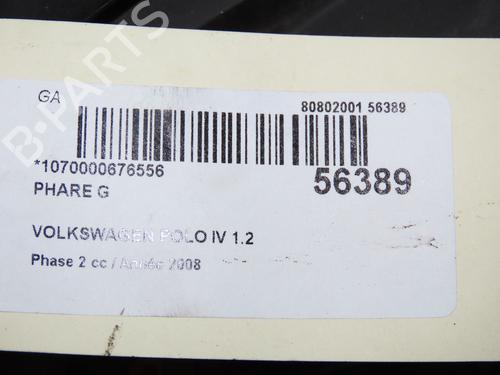 B-PARTS
GA
80802001 56389
*1070000676556
56389
PHARE G
VOLKSWAGEN POLO IV 1.2
Phase 2 cc / Année 2008